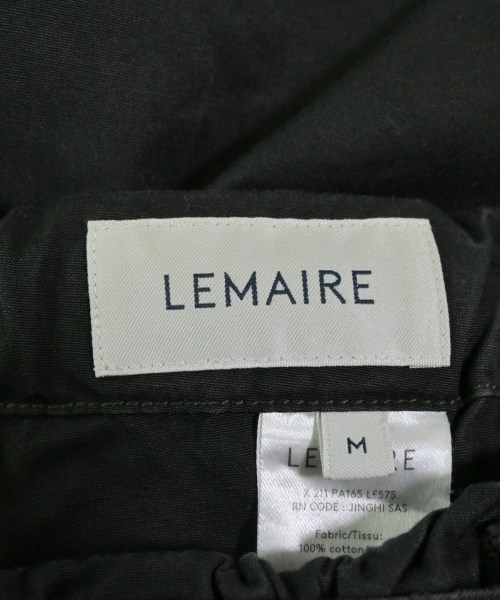 LEMAIRE
M
LE RE
X 211 PA165 LF575
RN CODE : JINGHI SAS
Fabric/Tissu:
100% cotton